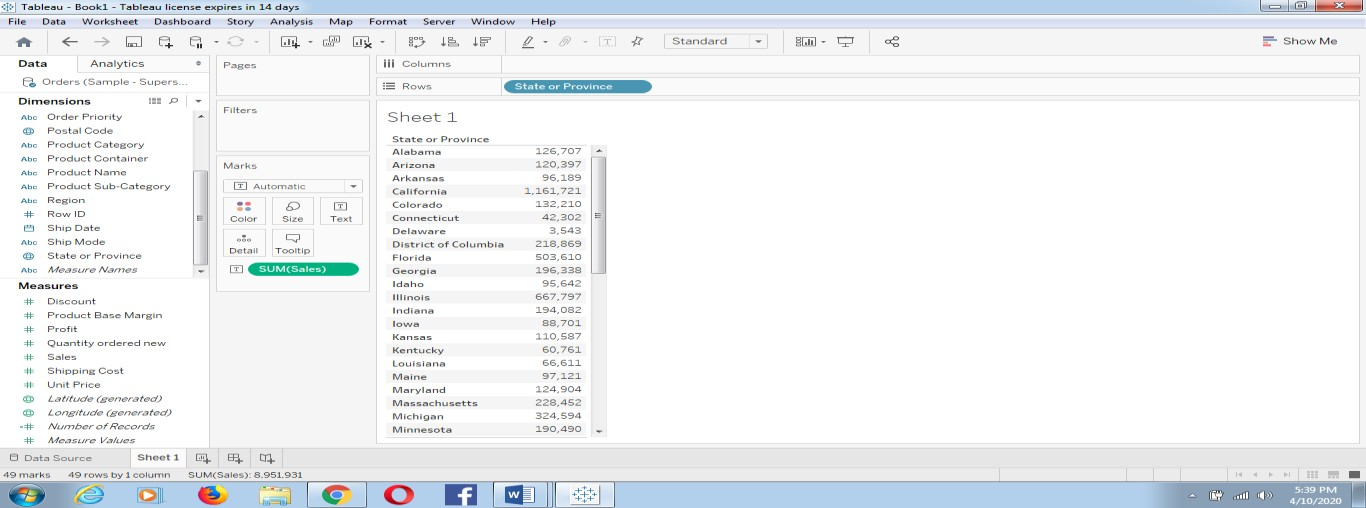 Tableau - Book1 - Tableau license expires in 14 days
File Data Worksheet Dashboard Story Analysis Map Format Server Window Help
Standard
Show Me
Data Analytics
Orders (Sample - Supers...
Dimensions
Abc Order Priority
Postal Code
Abc Product Category
Abc Product Container
Abc Product Name
Abc Product Sub-Category
Abc Region
# Row ID
Ship Date
Abc Ship Mode
State or Province
Abc Measure Names
Measures
# Discount
# Product Base Margin
# Profit
# Quantity ordered new
# Sales
# Shipping Cost
# Unit Price
Latitude (generated)
Longitude (generated)
=# Number of Records
# Measure Values
Pages
Filters
Marks
T Automatic
Color Size T Text
Detail Tooltip
T SUM(Sales)
Columns
Rows State or Province
Sheet 1
State or Province
Alabama 126,707
Arizona 120,397
Arkansas 96,189
California 1,161,721
Colorado 132,210
Connecticut 42,302
Delaware 3,543
District of Columbia 218,869
Florida 503,610
Georgia 196,338
Idaho 95,642
Illinois 667,797
Indiana 194,082
Iowa 88,701
Kansas 110,587
Kentucky 60,761
Louisiana 66,611
Maine 97,121
Maryland 124,904
Massachusetts 228,452
Michigan 324,594
Minnesota 190,490
Data Source Sheet 1
49 marks 49 rows by 1 column SUM(Sales): 8,951,931
5:39 PM
4/10/2020